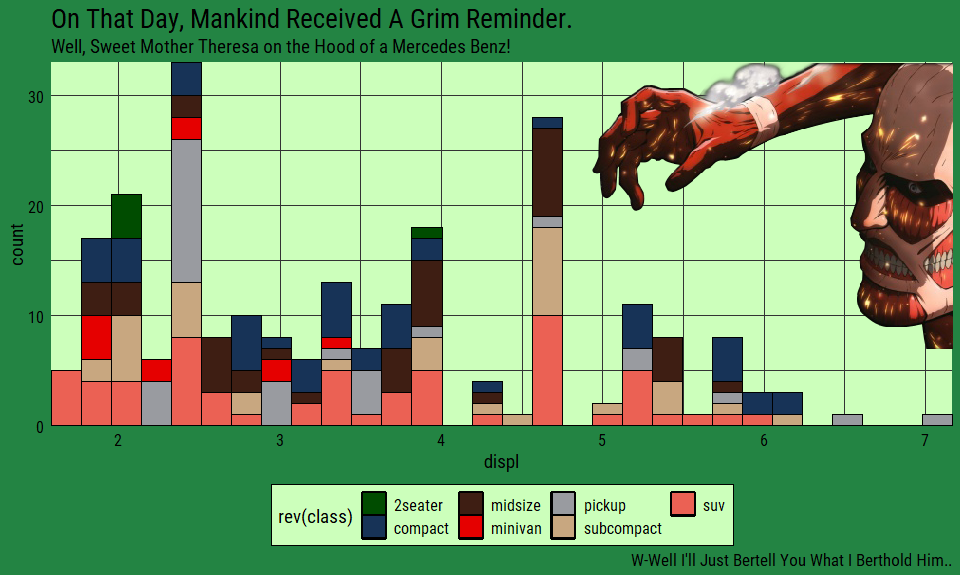 On That Day, Mankind Received A Grim Reminder.
Well, Sweet Mother Theresa on the Hood of a Mercedes Benz!
30
20
10
0
count
2 3 4 5 6 7
displ
rev(class)
2seater midsize pickup suv
compact minivan subcompact
W-Well I'll Just Bertell You What I Berthold Him..